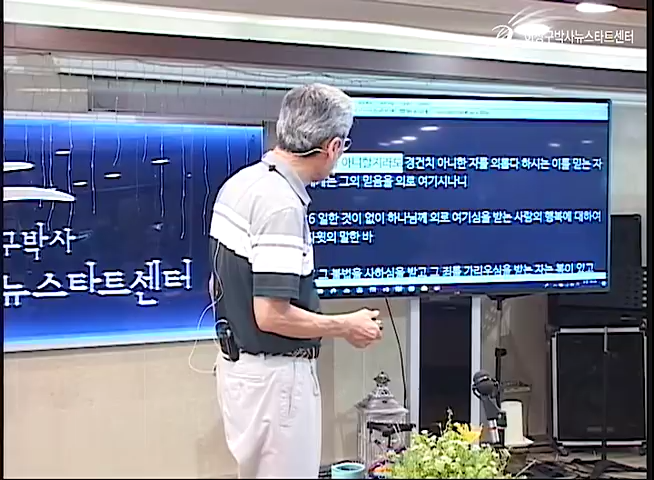 이상구박사뉴스타트센터
아니할지라도 경건치 아니한 자를 의롭다 하시는 이를 믿는 자
에게는 그의 믿음을 의로 여기시나니
6 일한 것이 없이 하나님께 의로 여기심을 받는 사람의 행복에 대하여
다윗의 말한 바
그 불법을 사하심을 받고 그 죄를 가리우심을 받는 자는 복이 있고
구박사
뉴스타트센터